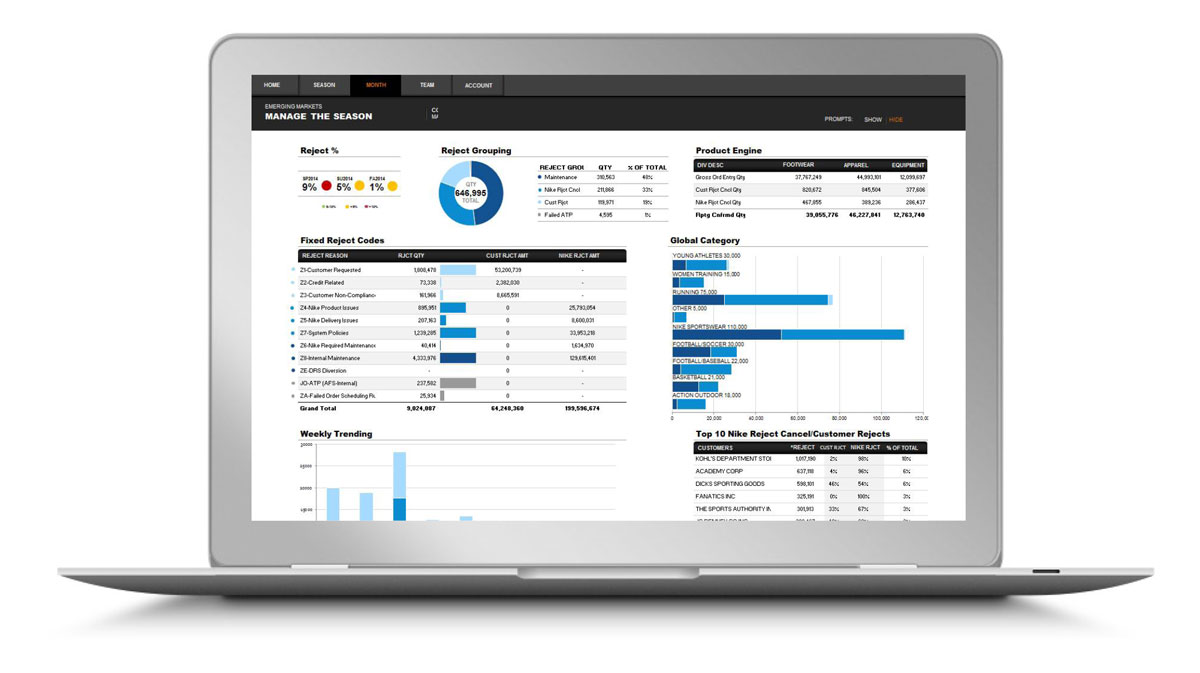 HOME SEASON MONTH TEAM ACCOUNT
EMERGING MARKETS
MANAGE THE SEASON
PROMPTS: SHOW HIDE
Reject %
SP2014 SU2014 FA2014
9% 5% 1%
Reject Grouping
QTY
646,995
TOTAL
REJECT GROU QTY % OF TOTAL
Maintenance 310,563 48%
Nike Rjct Cncl 211,866 33%
Cust Rjct 119,971 19%
Failed ATP 4,595 1%
Product Engine
DIV DESC FOOTWEAR APPAREL EQUIPMENT
Gross Ord Entry Qty 37,767,249 44,993,101 12,099,697
Cust Rjct Cncl Qty 820,672 845,504 377,606
Nike Rjct Cncl Qty 467,855 389,236 286,437
Rptg Cnfrmd Qty 39,055,776 46,227,841 12,763,740
Fixed Reject Codes
REJECT REASON RJCT QTY CUST RJCT AMT NIKE RJCT AMT
Z1-Customer Requested 1,808,478 53,200,739 -
Z2-Credit Related 73,338 2,382,030 -
Z3-Customer Non-Complianc 161,966 8,665,591 -
Z4-Nike Product Issues 895,951 0 25,793,054
Z5-Nike Delivery Issues 207,163 0 8,600,031
Z7-System Policies 1,239,285 0 33,953,218
Z6-Nike Required Maintenanc 40,414 0 1,634,970
Z8-Internal Maintenance 4,333,976 0 129,615,401
ZE-DRS Diversion - 0 -
JO-ATP (AFS-Internal) 237,582 0 -
ZA-Failed Order Scheduling 25,934 0 -
Grand Total 9,024,087 64,248,360 199,596,674
Global Category
YOUNG ATHLETES 30,000
WOMEN TRAINING 15,000
RUNNING 75,000
OTHER 5,000
NIKE SPORTSWEAR 110,000
FOOTBALL/SOCCER 30,000
FOOTBALL/BASEBALL 22,000
BASKETBALL 21,000
ACTION OUTDOOR 18,000
0 20,000 40,000 60,000 80,000 100,000 120,0
Weekly Trending
Top 10 Nike Reject Cancel/Customer Rejects
CUSTOMERS *REJECT CUST RJCT NIKE RJCT % OF TOTAL
KOHL'S DEPARTMENT STO 1,017,190 2% 98% 10%
ACADEMY CORP 637,118 4% 96% 6%
DICKS SPORTING GOODS 598,181 46% 54% 6%
FANATICS INC 325,191 0% 100% 3%
THE SPORTS AUTHORITY IN 301,913 33% 67% 3%